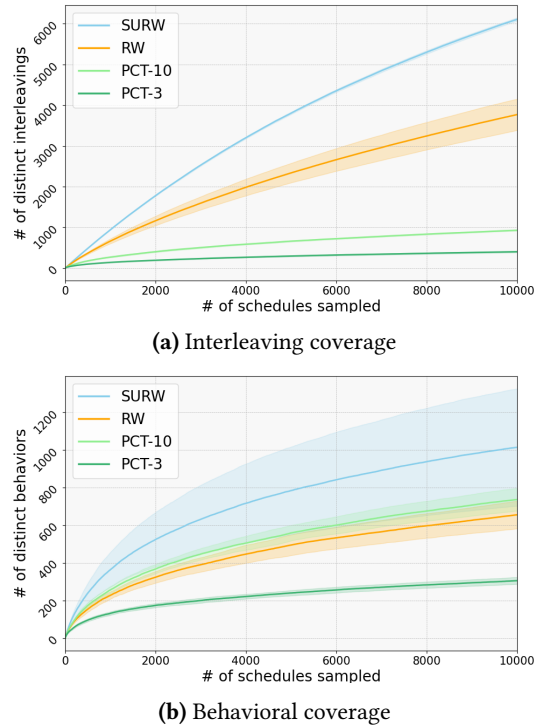 6000
5000
4000
3000
2000
1000
0
# of distinct interleavings
SURW
RW
PCT-10
PCT-3
0 2000 4000 6000 8000 10000
# of schedules sampled
(a) Interleaving coverage
1200
1000
800
600
400
200
0
# of distinct behaviors
SURW
RW
PCT-10
PCT-3
0 2000 4000 6000 8000 10000
# of schedules sampled
(b) Behavioral coverage